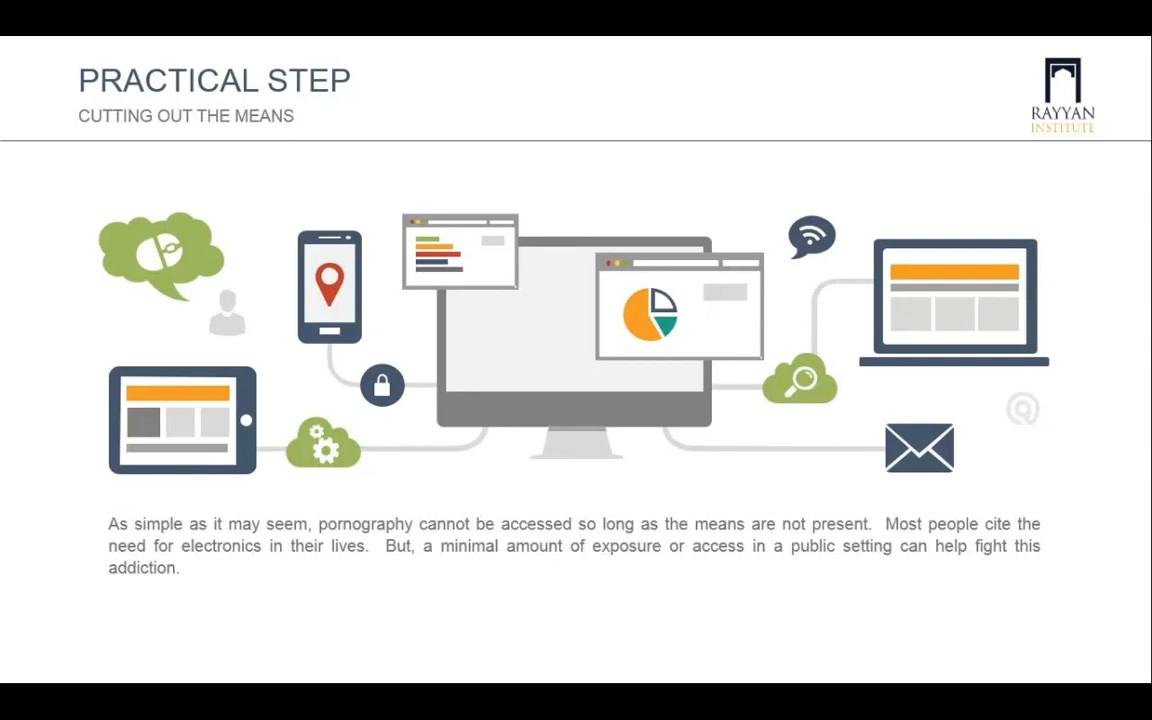 PRACTICAL STEP
CUTTING OUT THE MEANS
RAYYAN
INSTITUTE
As simple as it may seem, pornography cannot be accessed so long as the means are not present. Most people cite the
need for electronics in their lives. But, a minimal amount of exposure or access in a public setting can help fight this
addiction.